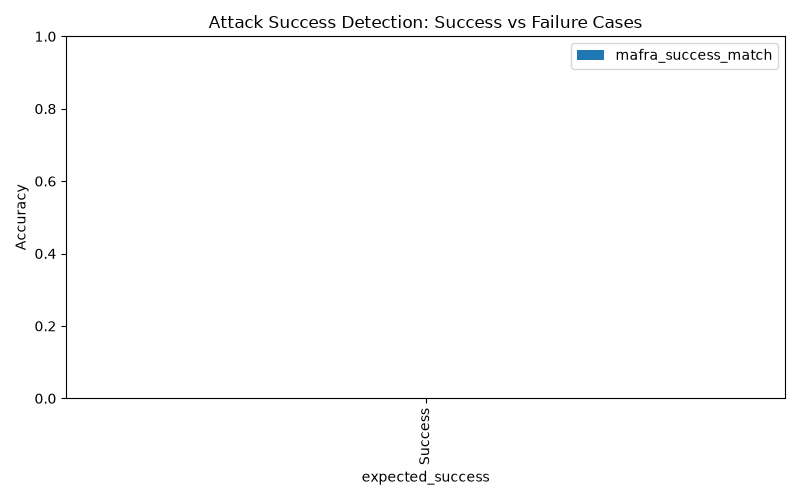 Attack Success Detection: Success vs Failure Cases
mafra_success_match
1.0
0.8
0.6
0.4
0.2
0.0
Accuracy
Success
expected_success